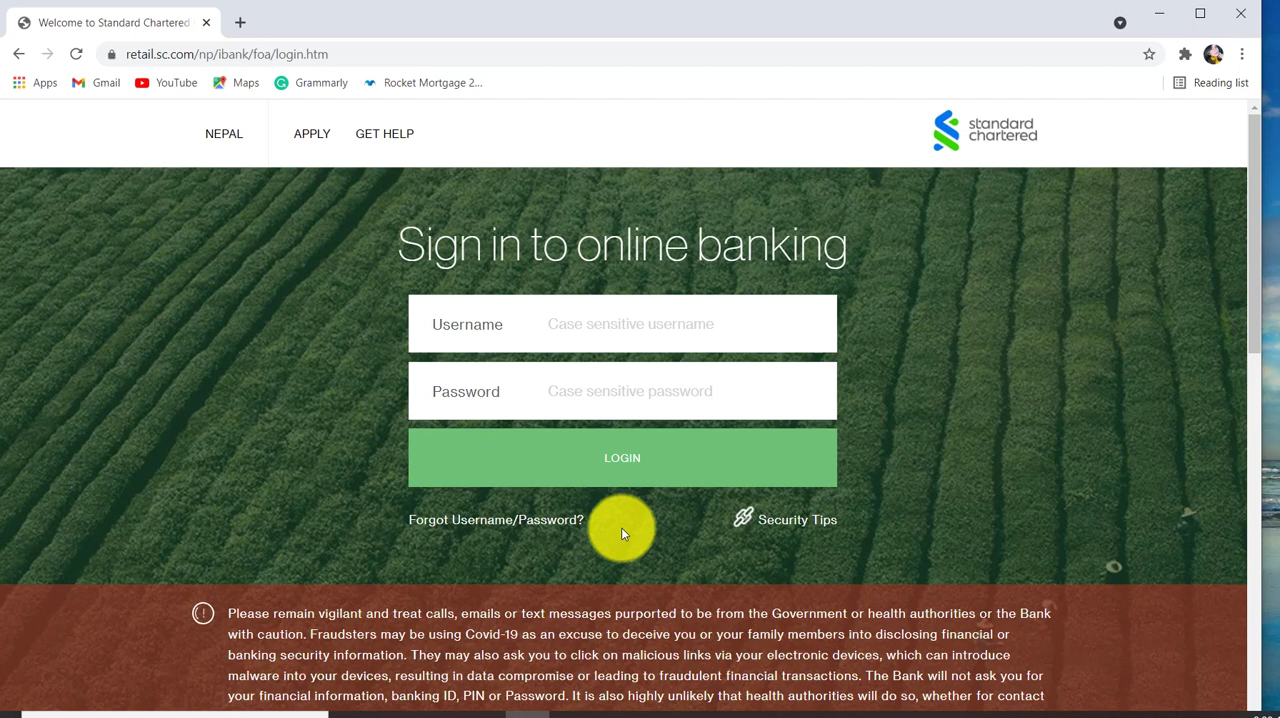 Welcome to Standard Chartered
retail.sc.com/np/ibank/foa/login.htm
Apps Gmail YouTube Maps Grammarly Rocket Mortgage 2... Reading list
NEPAL APPLY GET HELP
standard
chartered
Sign in to online banking
Username Case sensitive username
Password Case sensitive password
LOGIN
Forgot Username/Password? Security Tips
Please remain vigilant and treat calls, emails or text messages purported to be from the Government or health authorities or the Bank
with caution. Fraudsters may be using Covid-19 as an excuse to deceive you or your family members into disclosing financial or
banking security information. They may also ask you to click on malicious links via your electronic devices, which can introduce
malware into your devices, resulting in data compromise or leading to fraudulent financial transactions. The Bank will not ask you for
your financial information, banking ID, PIN or Password. It is also highly unlikely that health authorities will do so, whether for contact